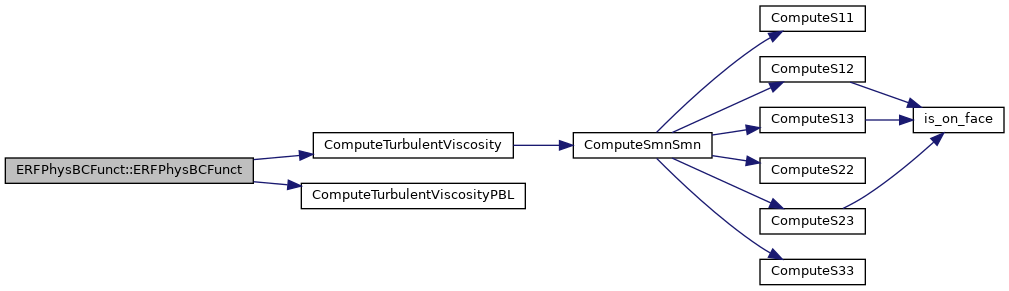 ERFPhysBCFunct::ERFPhysBCFunct
ComputeTurbulentViscosity
ComputeTurbulentViscosityPBL
ComputeSmnSmn
ComputeS11
ComputeS12
ComputeS13
ComputeS22
ComputeS23
ComputeS33
is_on_face